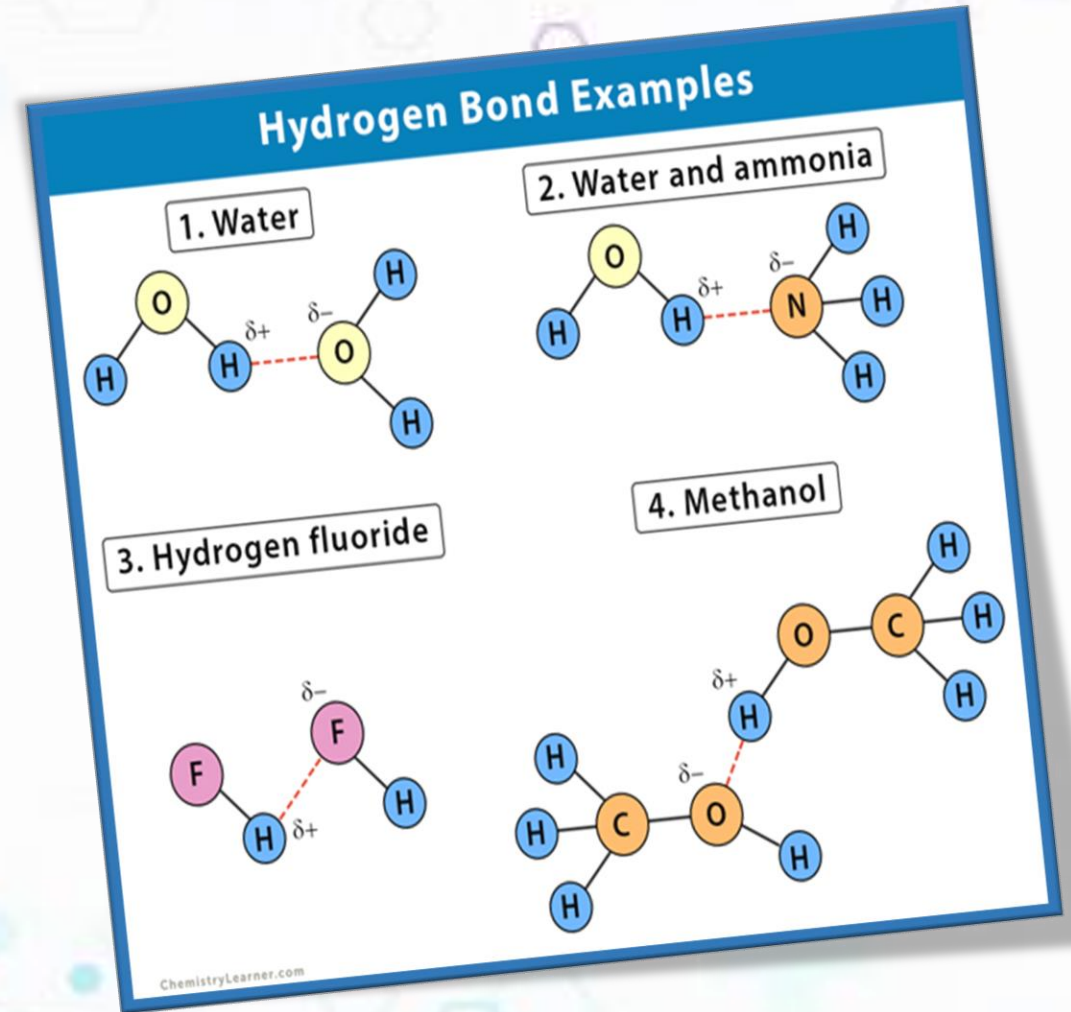 Hydrogen Bond Examples
1. Water
O
H
H
δ+
δ−
O
H
H
2. Water and ammonia
O
H
H
δ+
δ−
N
H
H
H
3. Hydrogen fluoride
F
H
δ+
δ−
F
H
4. Methanol
H
H
H
C
O
H
δ−
δ+
H
O
C
H
H
H
ChemistryLearner.com